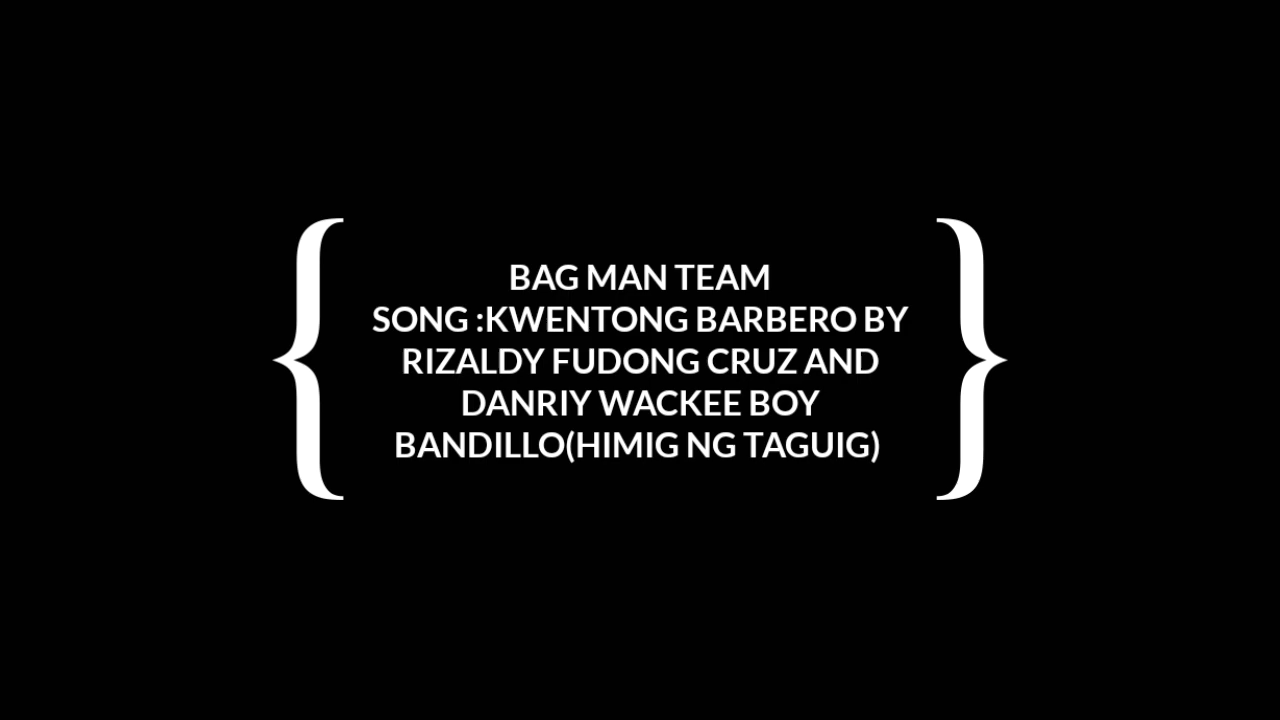 BAG MAN TEAM
SONG :KWENTONG BARBERO BY
RIZALDY FUDONG CRUZ AND
DANRIY WACKEE BOY
BANDILLO(HIMIG NG TAGUIG)